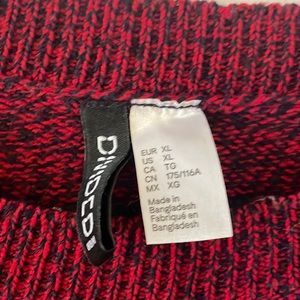 DIVIDED
EUR XL
US XL
CA TG
CN 175/116A
MX XG
Made in
Bangladesh
Fabriqué en
Bangladesh